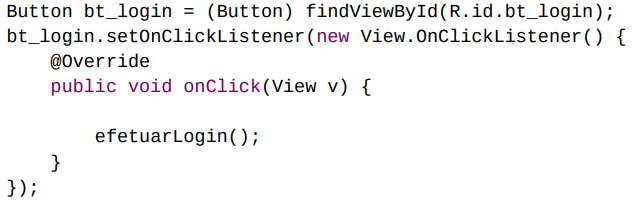 Button bt_login = (Button) findViewById(R.id.bt_login);
bt_login.setOnClickListener(new View.OnClickListener() {
    @Override
    public void onClick(View v) {

        efetuarLogin();
    }
});